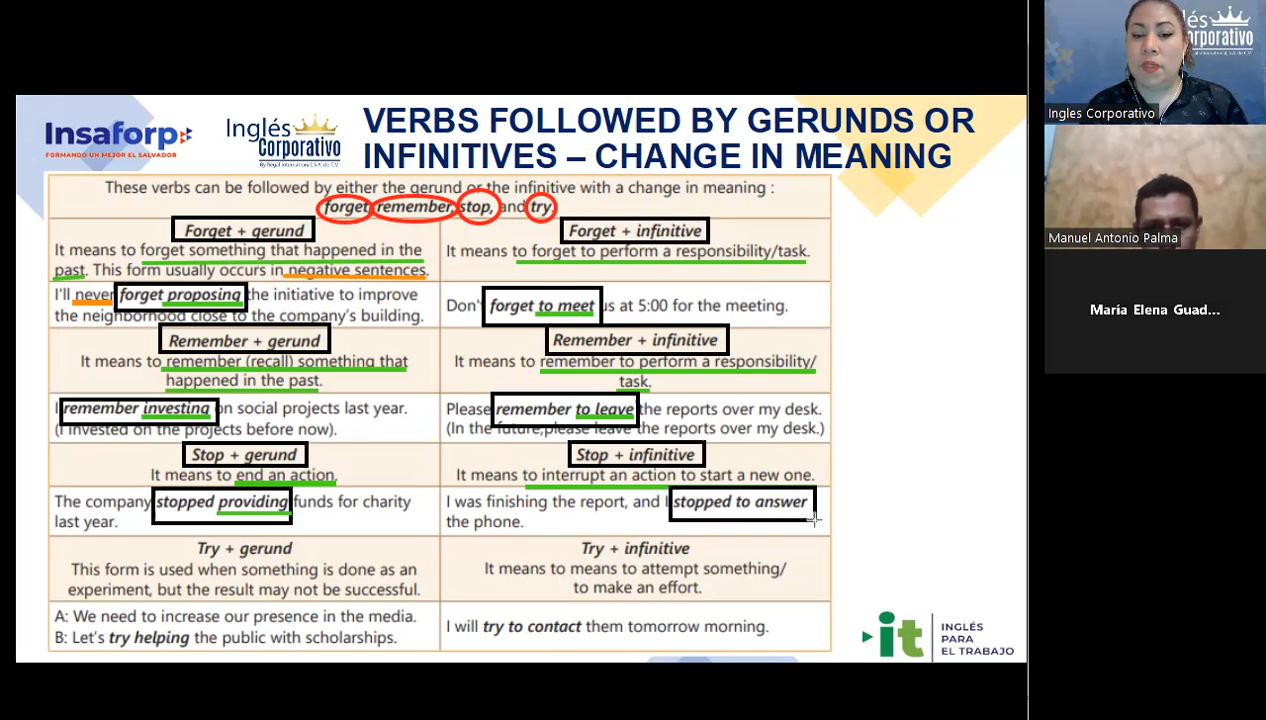 Insaforp
FORMANDO UN MEJOR EL SALVADOR
Inglés
Corporativo
VERBS FOLLOWED BY GERUNDS OR
INFINITIVES – CHANGE IN MEANING
These verbs can be followed by either the gerund or the infinitive with a change in meaning :
forget, remember, stop, and try.
Forget + gerund
It means to forget something that happened in the
past. This form usually occurs in negative sentences.
Forget + infinitive
It means to forget to perform a responsibility/task.
I'll never forget proposing the initiative to improve
the neighborhood close to the company's building.
Don't forget to meet us at 5:00 for the meeting.
Remember + gerund
It means to remember (recall) something that
happened in the past.
Remember + infinitive
It means to remember to perform a responsibility/
task.
I remember investing on social projects last year.
(I invested on the projects before now).
Please remember to leave the reports over my desk.
(In the future,please leave the reports over my desk.)
Stop + gerund
It means to end an action.
Stop + infinitive
It means to interrupt an action to start a new one.
The company stopped providing funds for charity
last year.
I was finishing the report, and I stopped to answer
the phone.
Try + gerund
This form is used when something is done as an
experiment, but the result may not be successful.
Try + infinitive
It means to means to attempt something/
to make an effort.
A: We need to increase our presence in the media.
B: Let's try helping the public with scholarships.
I will try to contact them tomorrow morning.
it
INGLÉS
PARA
EL TRABAJO
lés
orporativo
Ingles Corporativo
Manuel Antonio Palma
María Elena Guad...